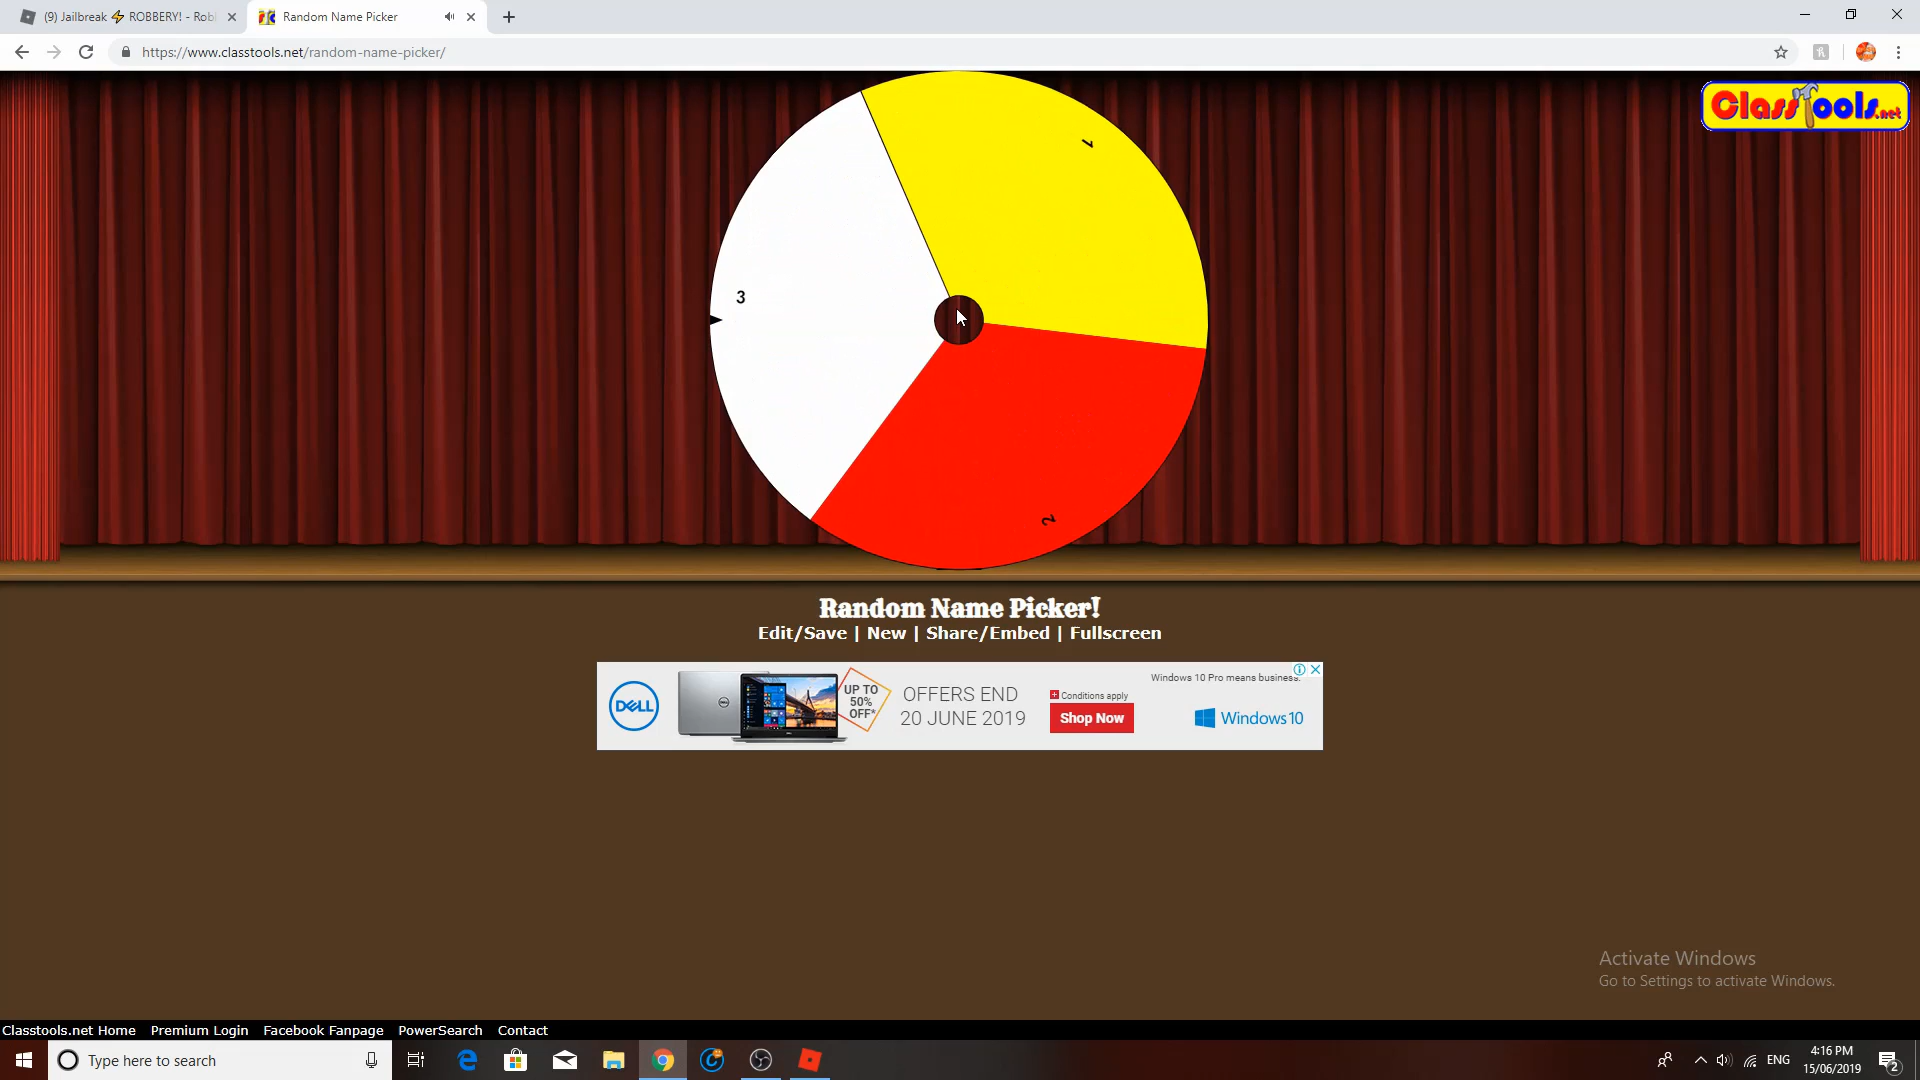 (9) Jailbreak ⚡ ROBBERY! - Rob
Random Name Picker
https://www.classtools.net/random-name-picker/
ClassTools.net
1
3
2
Random Name Picker!
Edit/Save | New | Share/Embed | Fullscreen
DELL
UP TO
50%
OFF*
OFFERS END
20 JUNE 2019
Conditions apply
Shop Now
Windows 10 Pro means business.
Windows10
Activate Windows
Go to Settings to activate Windows.
Classtools.net Home Premium Login Facebook Fanpage PowerSearch Contact
Type here to search
ENG
4:16 PM
15/06/2019
2